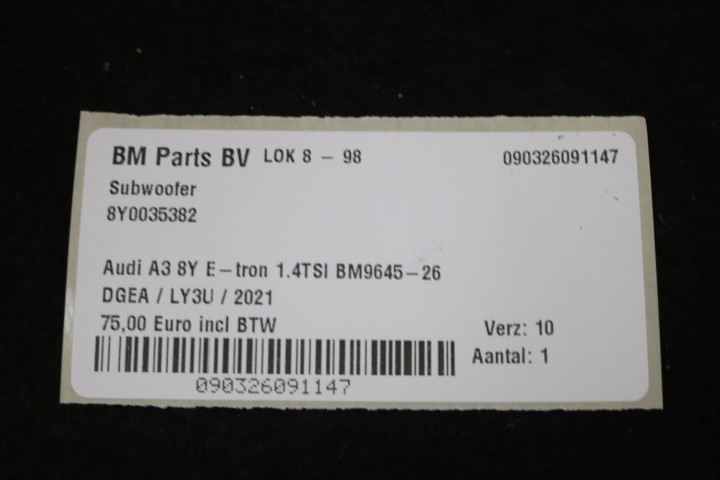 BM Parts BV LOK 8 - 98 090326091147
Subwoofer
8Y0035382
Audi A3 8Y E-tron 1.4TSI BM9645-26
DGEA / LY3U / 2021
75,00 Euro incl BTW Verz: 10
Aantal: 1
090326091147